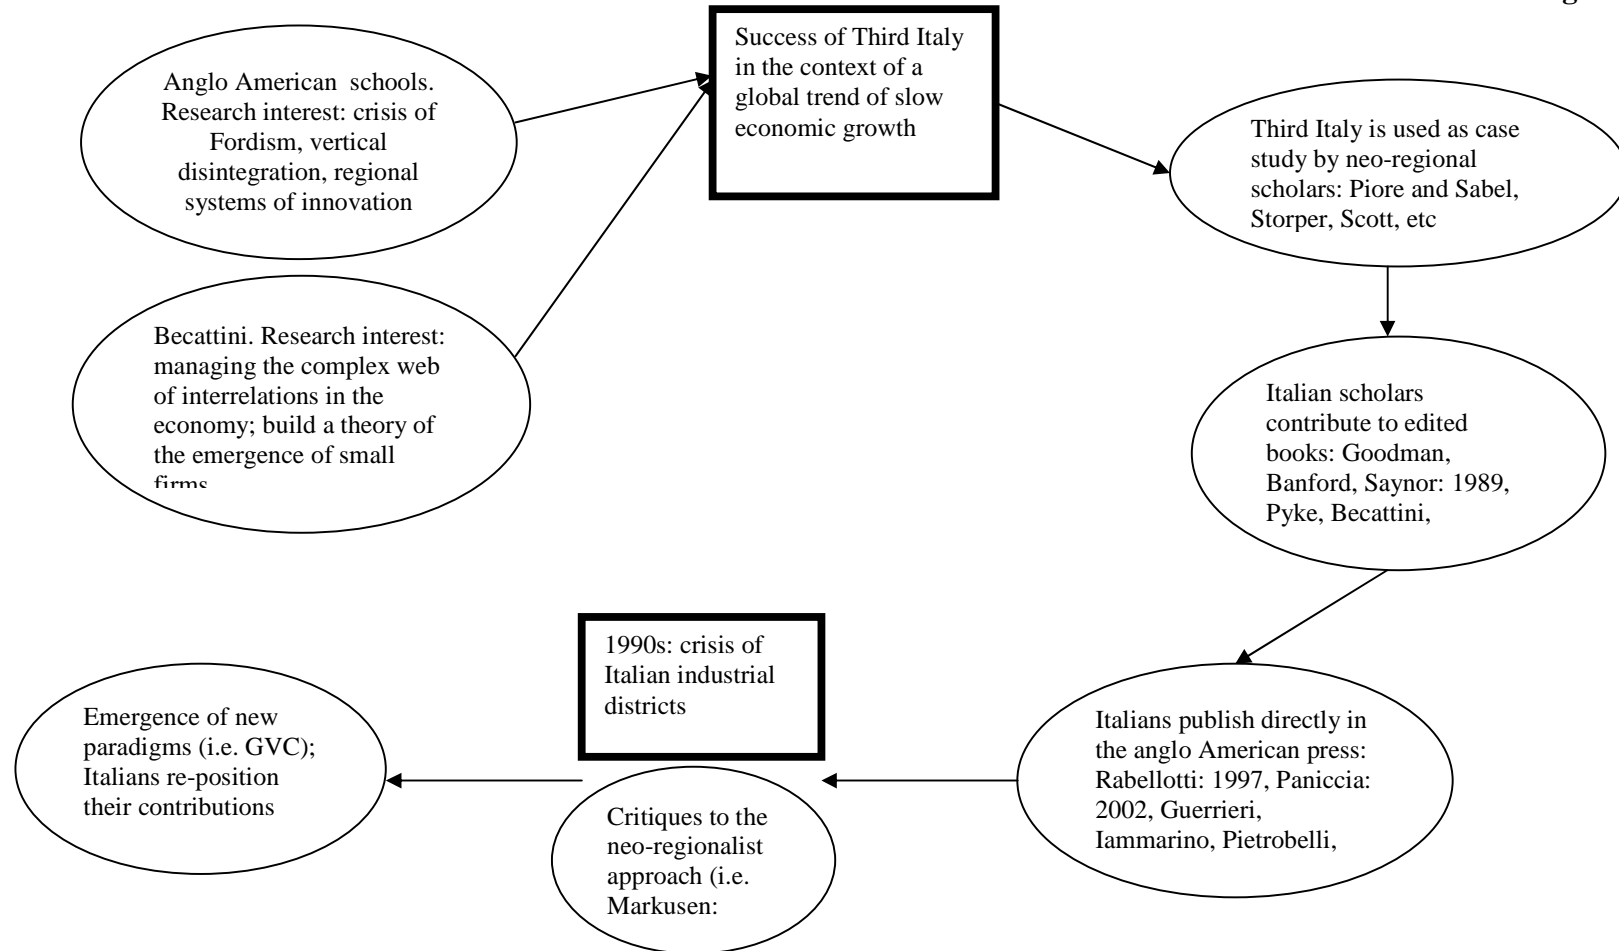 Anglo American schools.
Research interest: crisis of
Fordism, vertical
disintegration, regional
systems of innovation
Success of Third Italy
in the context of a
global trend of slow
economic growth
Third Italy is used as case
study by neo-regional
scholars: Piore and Sabel,
Storper, Scott, etc
Becattini. Research interest:
managing the complex web
of interrelations in the
economy; build a theory of
the emergence of small
firms
Italian scholars
contribute to edited
books: Goodman,
Banford, Saynor: 1989,
Pyke, Becattini,
Italians publish directly in
the anglo American press:
Rabellotti: 1997, Paniccia:
2002, Guerrieri,
Iammarino, Pietrobelli,
1990s: crisis of
Italian industrial
districts
Critiques to the
neo-regionalist
approach (i.e.
Markusen:
Emergence of new
paradigms (i.e. GVC);
Italians re-position
their contributions